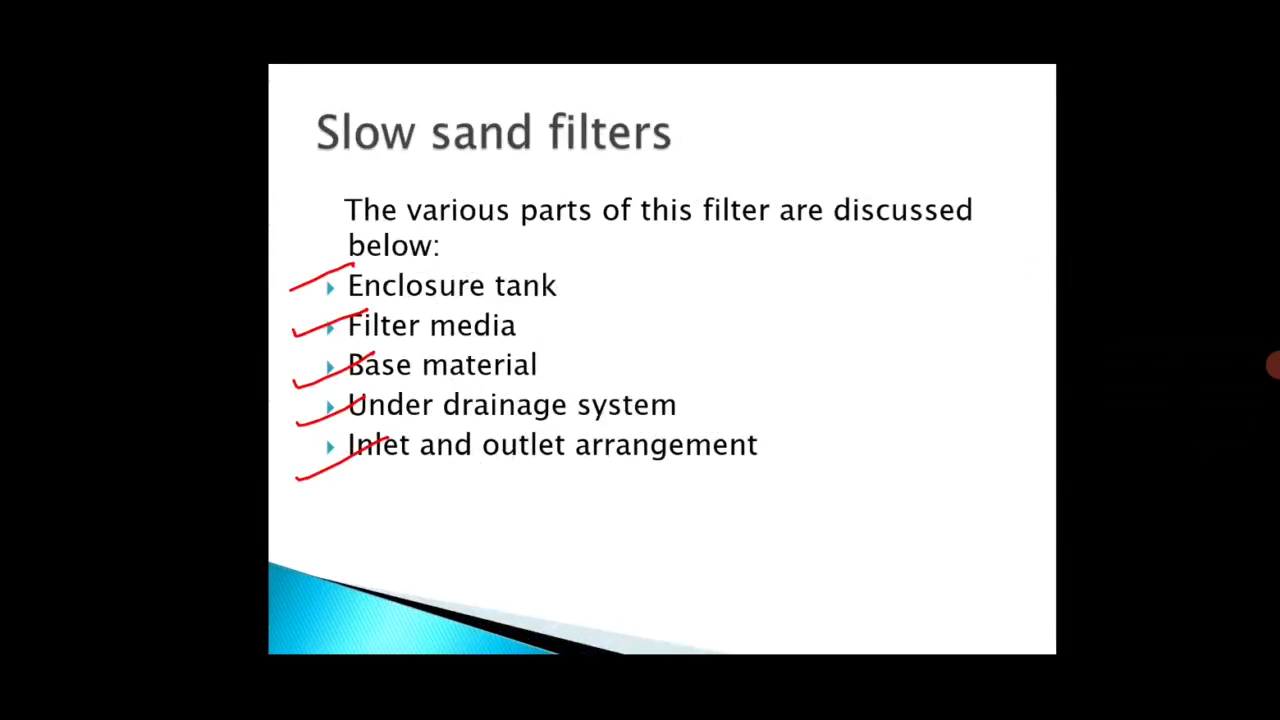 Slow sand filters
The various parts of this filter are discussed
below:
Enclosure tank
Filter media
Base material
Under drainage system
Inlet and outlet arrangement